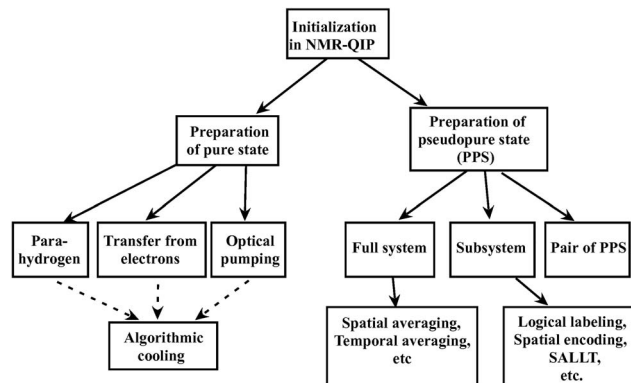 Initialization
in NMR-QIP
Preparation
of pure state
Preparation of
pseudopure state
(PPS)
Para-
hydrogen
Transfer from
electrons
Optical
pumping
Full system
Subsystem
Pair of PPS
Algorithmic
cooling
Spatial averaging,
Temporal averaging,
etc
Logical labeling,
Spatial encoding,
SALLT,
etc.